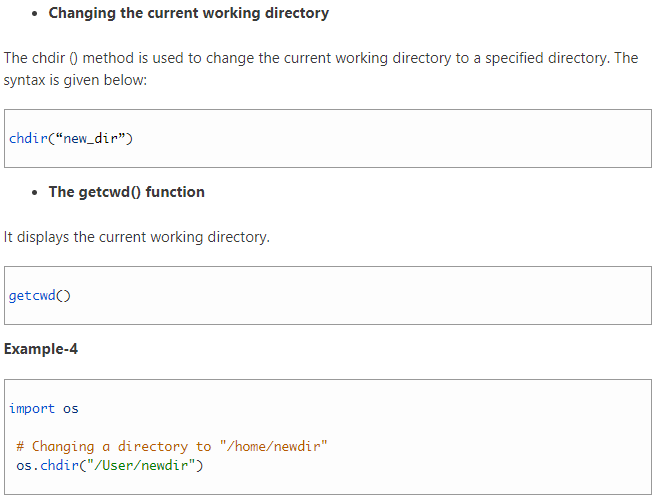 • Changing the current working directory
The chdir () method is used to change the current working directory to a specified directory. The
syntax is given below:
chdir(“new_dir”)
• The getcwd() function
It displays the current working directory.
getcwd()
Example-4
import os
# Changing a directory to "/home/newdir"
os.chdir("/User/newdir")